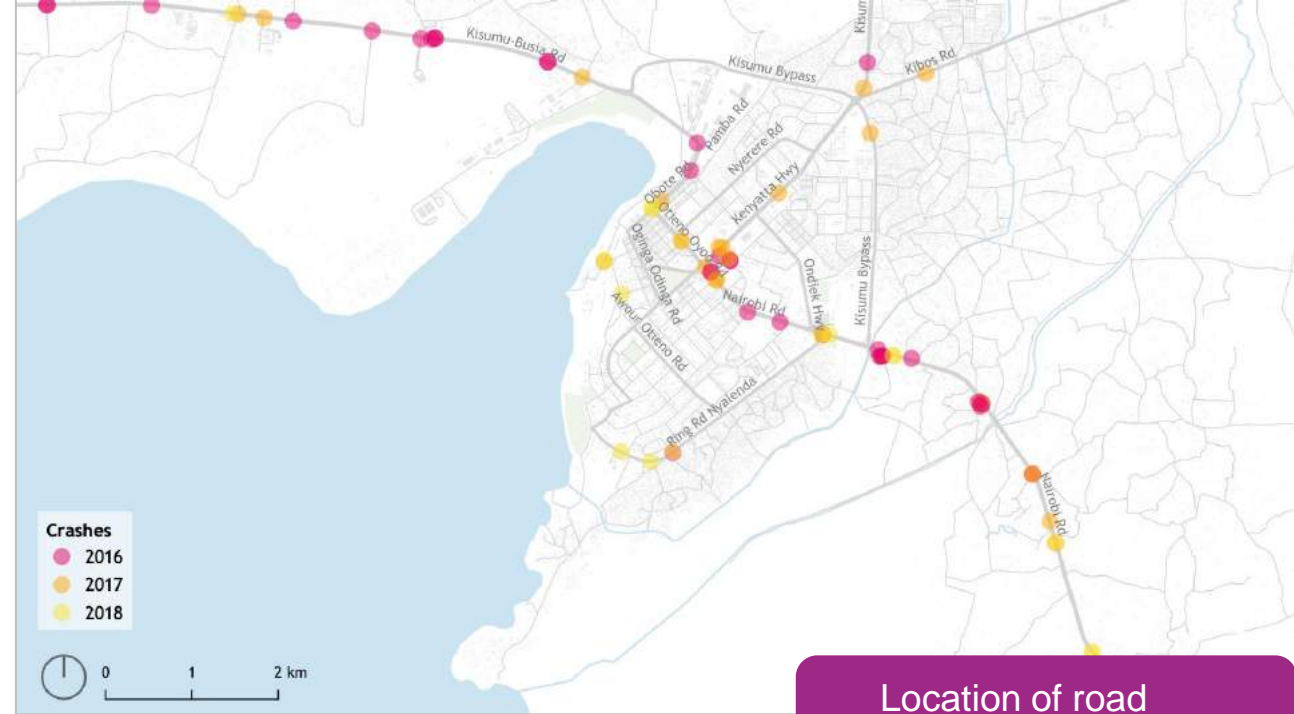 Kisum
Kisumu-Busia Rd
Kisumu Bypass
Kibos Rd
Pamba Rd
Nyerere Rd
Obote Rd
Kenyatta Hwy
Otieno Oyoo Rd
Oginga Odinga Rd
Kisumu Bypass
Ondiek Hwy
Nairobi Rd
Awour Otieno Rd
Ring Rd Nyalenda
Nairobi Rd
Crashes
2016
2017
2018
0 1 2 km
Location of road